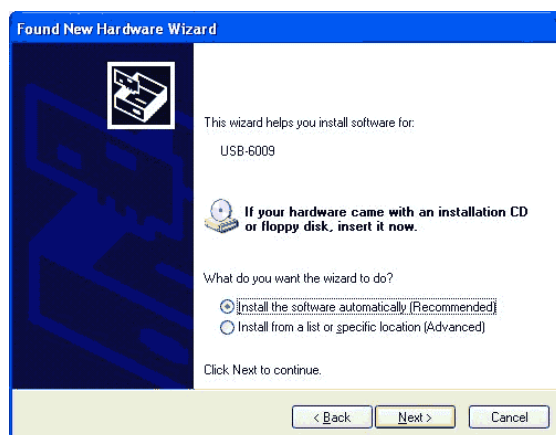 Found New Hardware Wizard
This wizard helps you install software for:
USB-6009
If your hardware came with an installation CD
or floppy disk, insert it now.
What do you want the wizard to do?
Install the software automatically (Recommended)
Install from a list or specific location (Advanced)
Click Next to continue.
< Back Next > Cancel